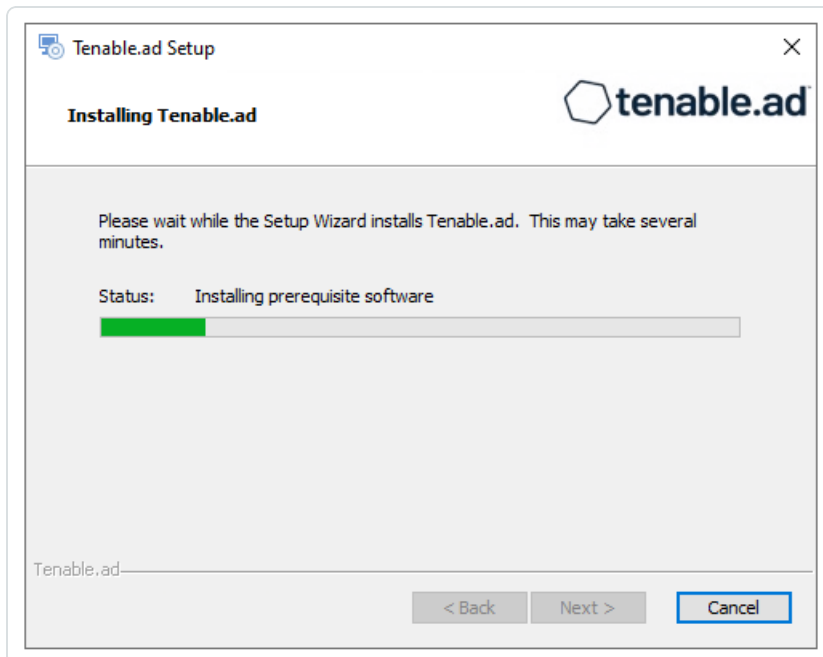 Tenable.ad Setup
Installing Tenable.ad
tenable.ad
Please wait while the Setup Wizard installs Tenable.ad. This may take several
minutes.
Status: Installing prerequisite software
Tenable.ad
< Back Next > Cancel